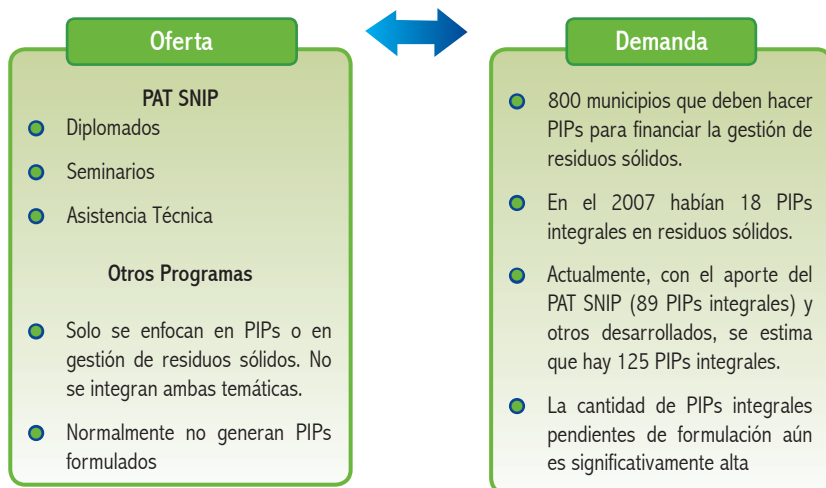 Oferta
PAT SNIP
Diplomados
Seminarios
Asistencia Técnica
Otros Programas
Solo se enfocan en PIPs o en
gestión de residuos sólidos. No
se integran ambas temáticas.
Normalmente no generan PIPs
formulados
Demanda
800 municipios que deben hacer
PIPs para financiar la gestión de
residuos sólidos.
En el 2007 habían 18 PIPs
integrales en residuos sólidos.
Actualmente, con el aporte del
PAT SNIP (89 PIPs integrales) y
otros desarrollados, se estima
que hay 125 PIPs integrales.
La cantidad de PIPs integrales
pendientes de formulación aún
es significativamente alta